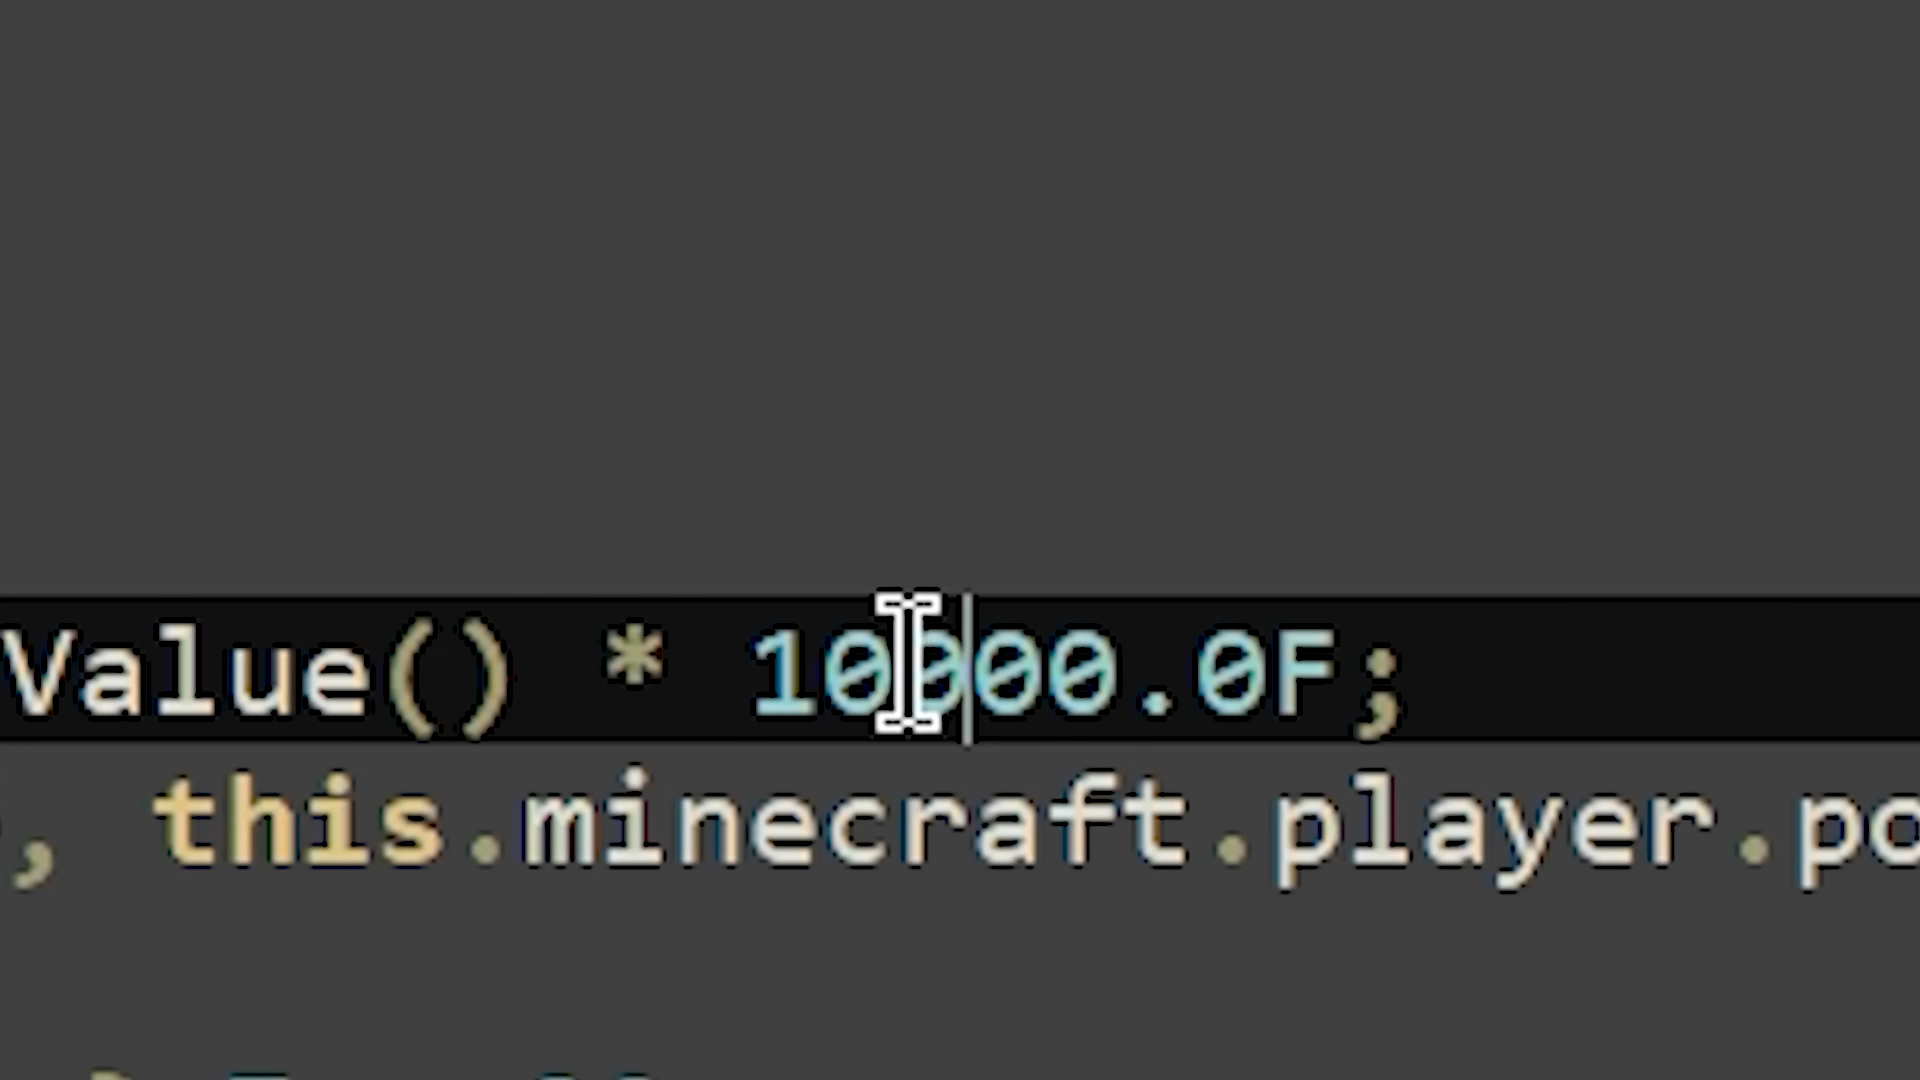 Value() * 10000.0F;
, this.minecraft.player.po